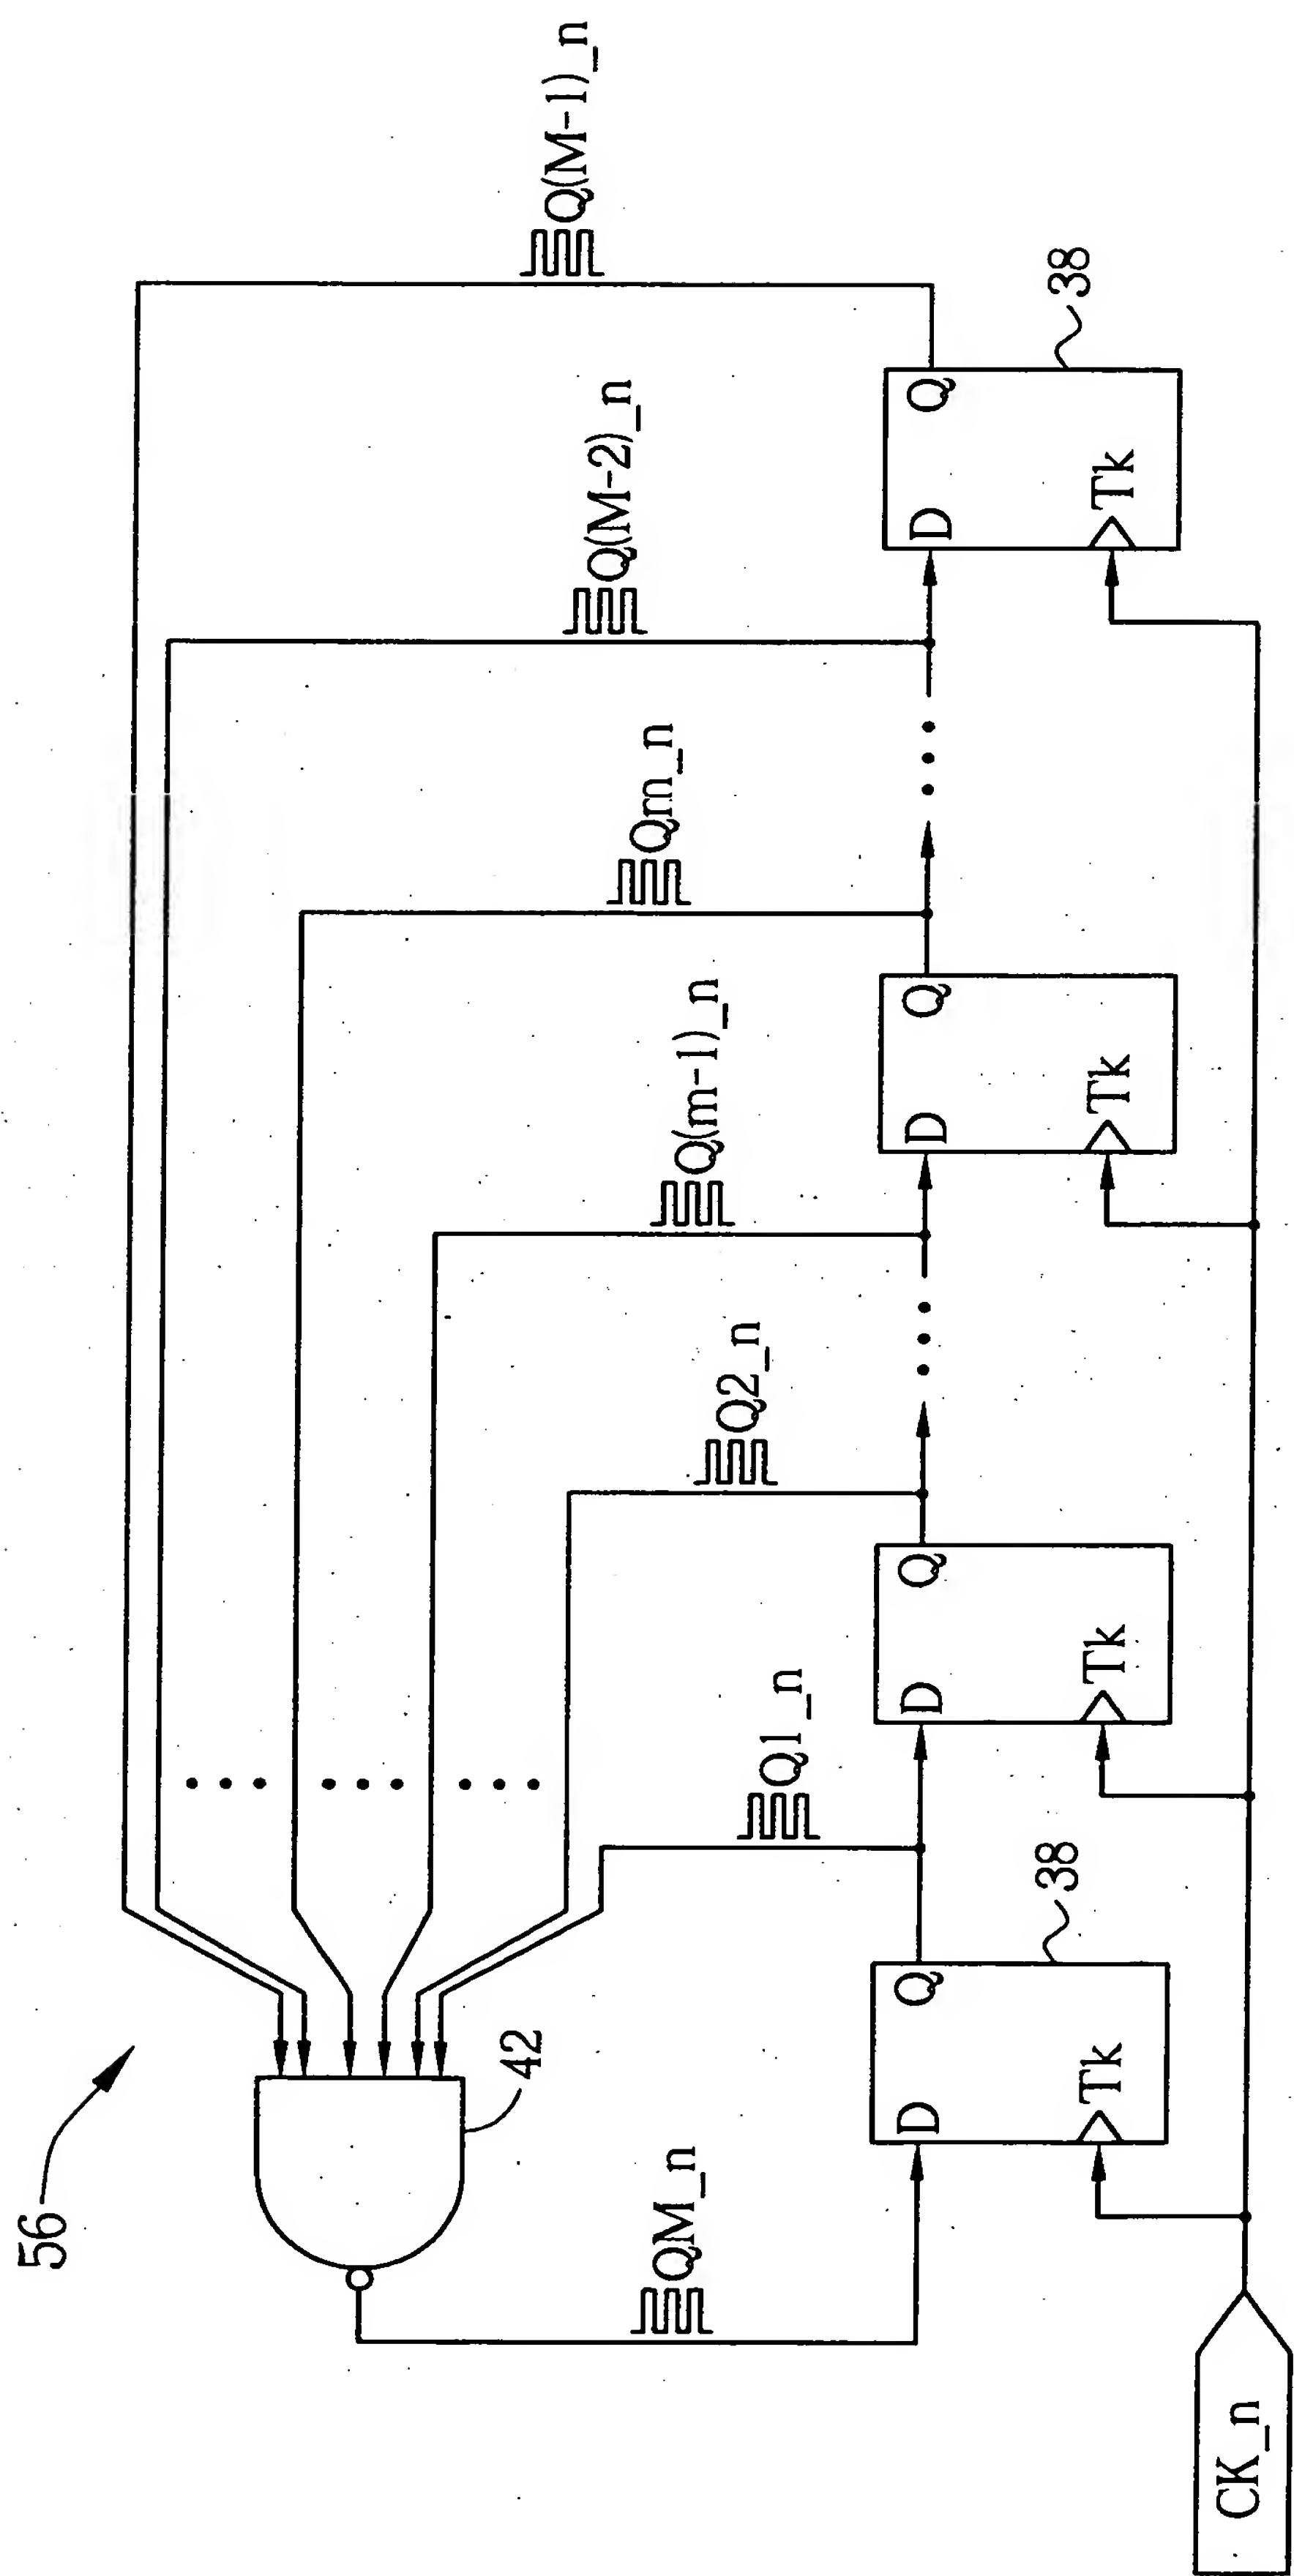 56
42
QM_n
Q1_n
Q2_n
Q(m-1)_n
Qm_n
Q(M-2)_n
Q(M-1)_n
D
Q
Tk
38
D
Q
Tk
D
Q
Tk
D
Q
Tk
38
CK_n